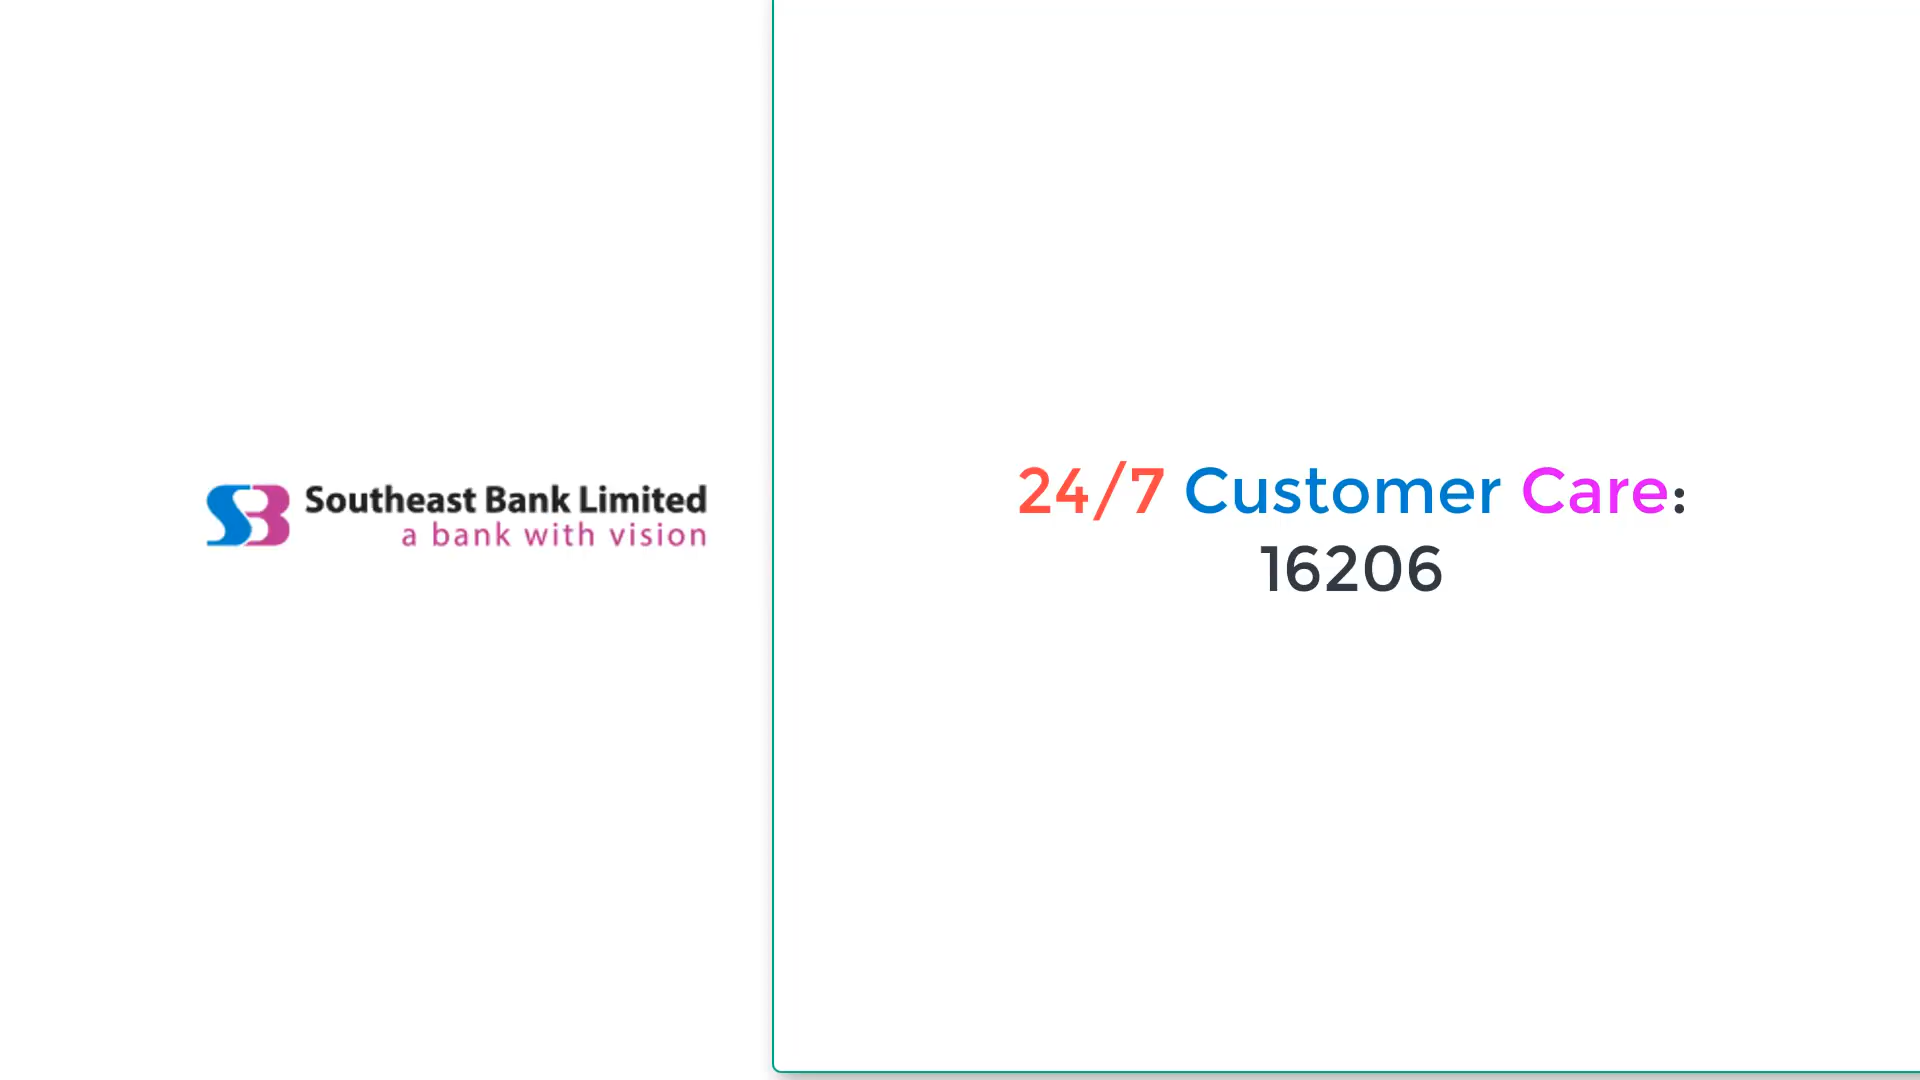 Southeast Bank Limited
a bank with vision
24/7 Customer Care:
16206